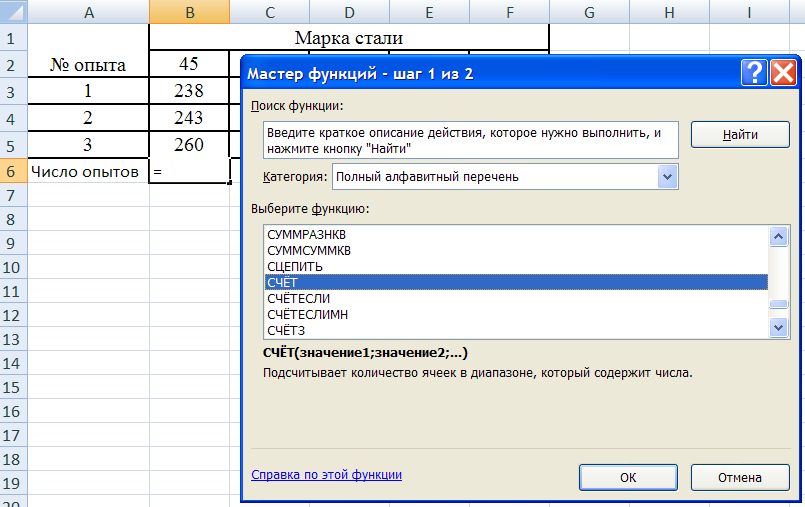 A B C D E F G H I
1 Марка стали
2 № опыта 45
3 1 238
4 2 243
5 3 260
6 Число опытов =
7
8
9
10
11
12
13
14
15
16
17
18
19
20
Мастер функций - шаг 1 из 2
Поиск функции:
Введите краткое описание действия, которое нужно выполнить, и
нажмите кнопку "Найти"
Найти
Категория: Полный алфавитный перечень
Выберите функцию:
СУММРАЗНКВ
СУММСУММКВ
СЦЕПИТЬ
СЧЁТ
СЧЁТЕСЛИ
СЧЁТЕСЛИМН
СЧЁТЗ
СЧЁТ(значение1;значение2;...)
Подсчитывает количество ячеек в диапазоне, который содержит числа.
Справка по этой функции
ОК Отмена